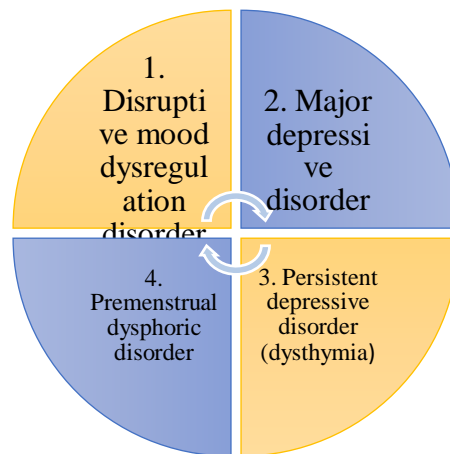 1.
Disrupti
ve mood
dysregul
ation
disorder
2. Major
depressi
ve
disorder
3. Persistent
depressive
disorder
(dysthymia)
4.
Premenstrual
dysphoric
disorder